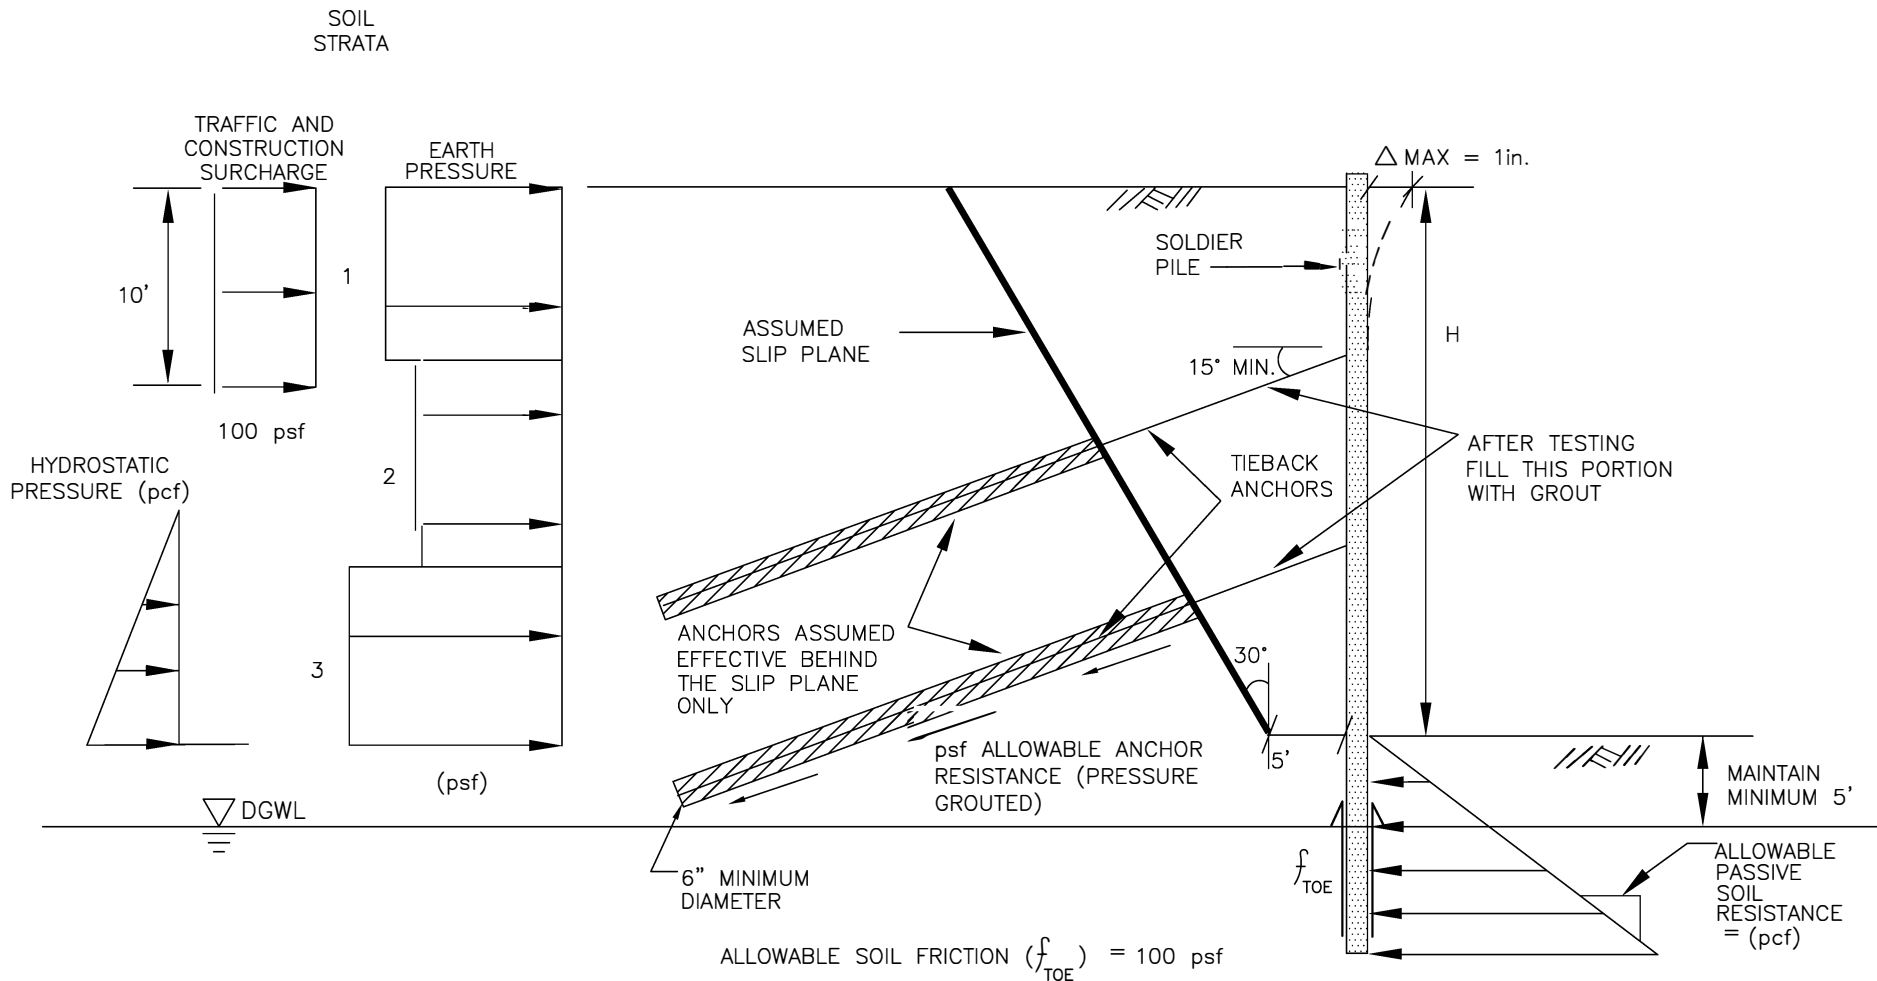 SOIL
STRATA
TRAFFIC AND
CONSTRUCTION
SURCHARGE
EARTH
PRESSURE
Δ MAX = 1in.
10'
1
SOLDIER
PILE
H
ASSUMED
SLIP PLANE
15° MIN.
100 psf
HYDROSTATIC
PRESSURE (pcf)
2
TIEBACK
ANCHORS
AFTER TESTING
FILL THIS PORTION
WITH GROUT
3
ANCHORS ASSUMED
EFFECTIVE BEHIND
THE SLIP PLANE
ONLY
30°
5'
psf ALLOWABLE ANCHOR
RESISTANCE (PRESSURE
GROUTED)
(psf)
MAINTAIN
MINIMUM 5'
DGWL
6" MINIMUM
DIAMETER
f TOE
ALLOWABLE
PASSIVE
SOIL
RESISTANCE
= (pcf)
ALLOWABLE SOIL FRICTION (f TOE) = 100 psf